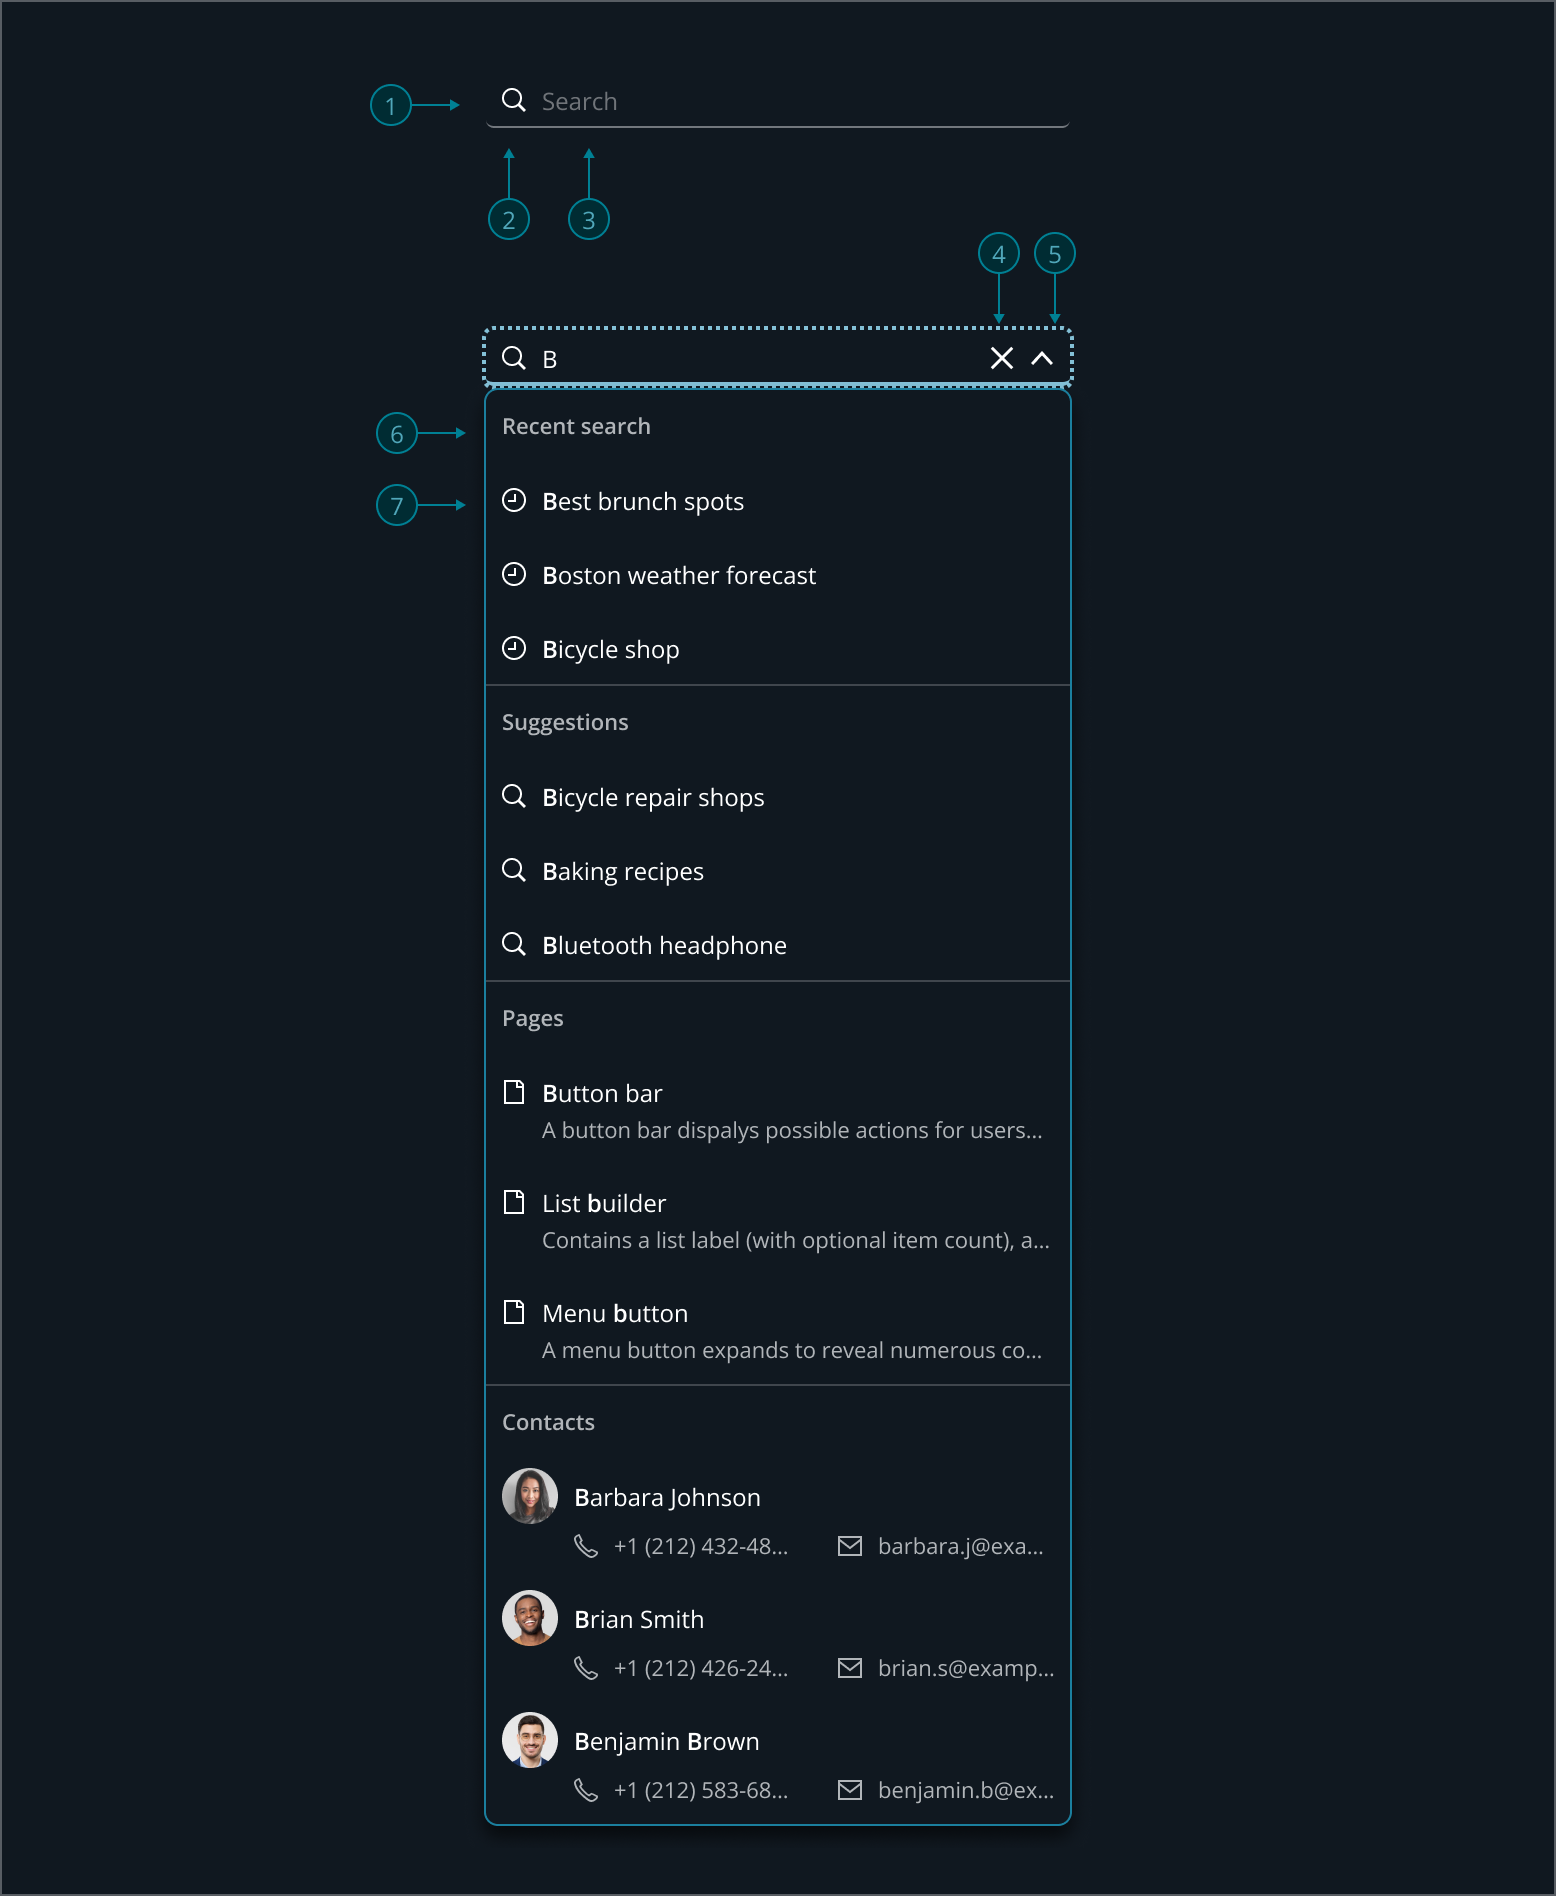 1
Search
2
3
4
5
B
6
Recent search
7
Best brunch spots
Boston weather forecast
Bicycle shop
Suggestions
Bicycle repair shops
Baking recipes
Bluetooth headphone
Pages
Button bar
A button bar dispalys possible actions for users...
List builder
Contains a list label (with optional item count), a...
Menu button
A menu button expands to reveal numerous co...
Contacts
Barbara Johnson
+1 (212) 432-48... barbara.j@exa...
Brian Smith
+1 (212) 426-24... brian.s@examp...
Benjamin Brown
+1 (212) 583-68... benjamin.b@ex...